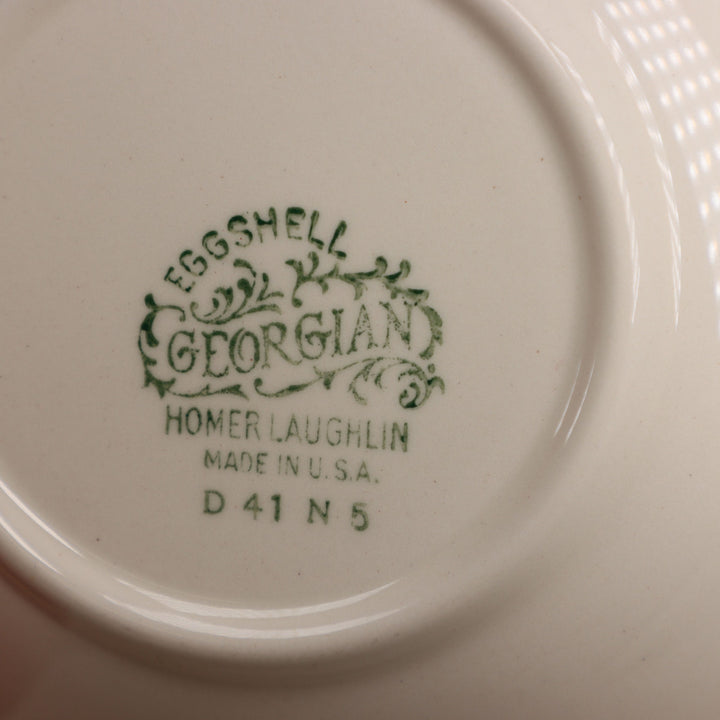 EGGSHELL
GEORGIAN
HOMER LAUGHLIN
MADE IN U.S.A.
D 41 N 5